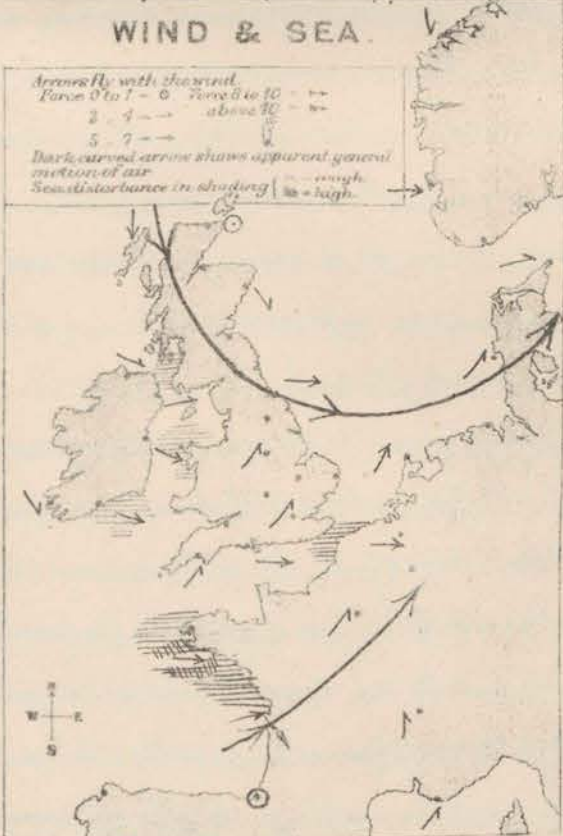 WIND & SEA.
Arrows fly with the wind.
Force 0 to 1 - ⊙ Force 8 to 10 -
2 - 4 - → above 10 -
5 - 7 - →
Dark curved arrow shows apparent general
motion of air
Sea disturbance in shading { = rough
= high
W E
S